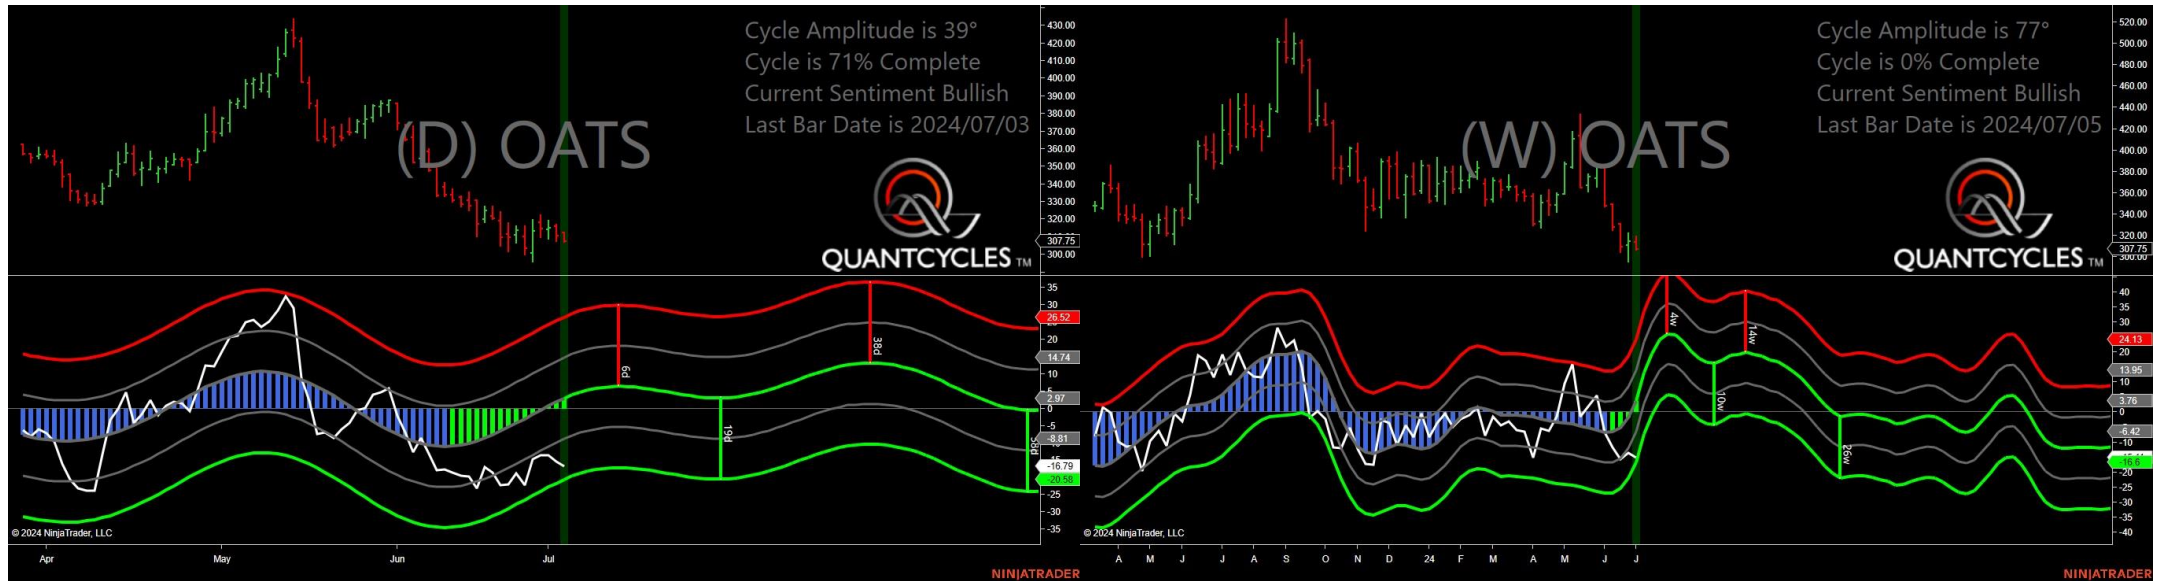 Cycle Amplitude is 39°
Cycle is 71% Complete
Current Sentiment Bullish
Last Bar Date is 2024/07/03
(D) OATS
QUANTCYCLES TM
430.00
420.00
410.00
400.00
390.00
380.00
370.00
360.00
350.00
340.00
330.00
320.00
307.75
300.00
35
30
26.52
20
14.74
10
5
2.97
0
-5
-8.81
-16.79
-20.58
-25
-30
-35
6d
19d
38d
58d
© 2024 NinjaTrader, LLC
Apr May Jun Jul
NINJATRADER
Cycle Amplitude is 77°
Cycle is 0% Complete
Current Sentiment Bullish
Last Bar Date is 2024/07/05
(W) OATS
QUANTCYCLES TM
520.00
500.00
480.00
460.00
440.00
420.00
400.00
380.00
360.00
340.00
320.00
307.75
300.00
40
35
30
24.13
20
13.95
10
3.76
0
-6.42
-10
-16.6
-20
-25
-30
-35
-40
4w
10w
14w
26w
© 2024 NinjaTrader, LLC
A M J J A S O N D 24 F M A M J J
NINJATRADER